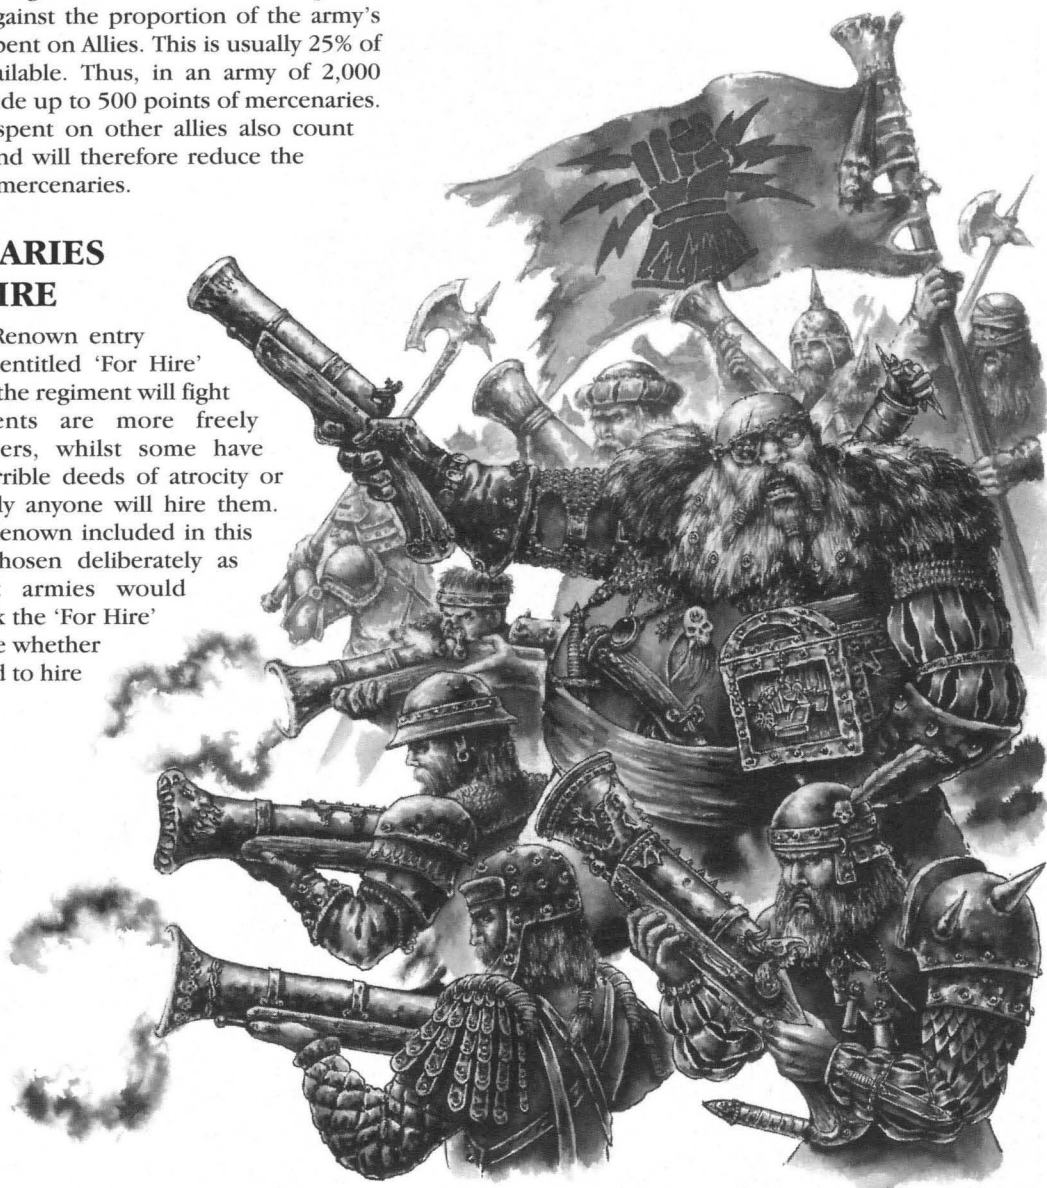 against the proportion of the army's
spent on Allies. This is usually 25% of
ailable. Thus, in an army of 2,000
de up to 500 points of mercenaries.
spent on other allies also count
nd will therefore reduce the
mercenaries.
ARIES
IRE
Renown entry
entitled 'For Hire'
the regiment will fight
ents are more freely
ers, whilst some have
rrible deeds of atrocity or
ly anyone will hire them.
enown included in this
hosen deliberately as
t armies would
k the 'For Hire'
e whether
d to hire